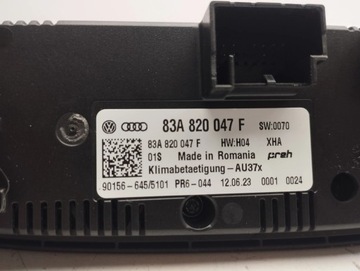 83A 820 047 F SW:0070
83A 820 047 F HW:H04 XHA
01S Made in Romania preh
Klimabetaetigung-AU37x
90156-645/5101 PR6-044 12.06.23 0001 0024